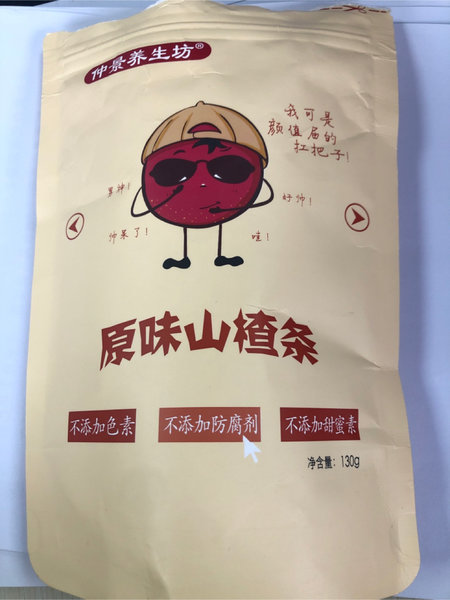 仲景养生坊®
我可是
颜值届的
扛把子!
男神!
好帅!
帅呆了!
哇!
原味山楂条
不添加色素
不添加防腐剂
不添加甜蜜素
净含量: 130g